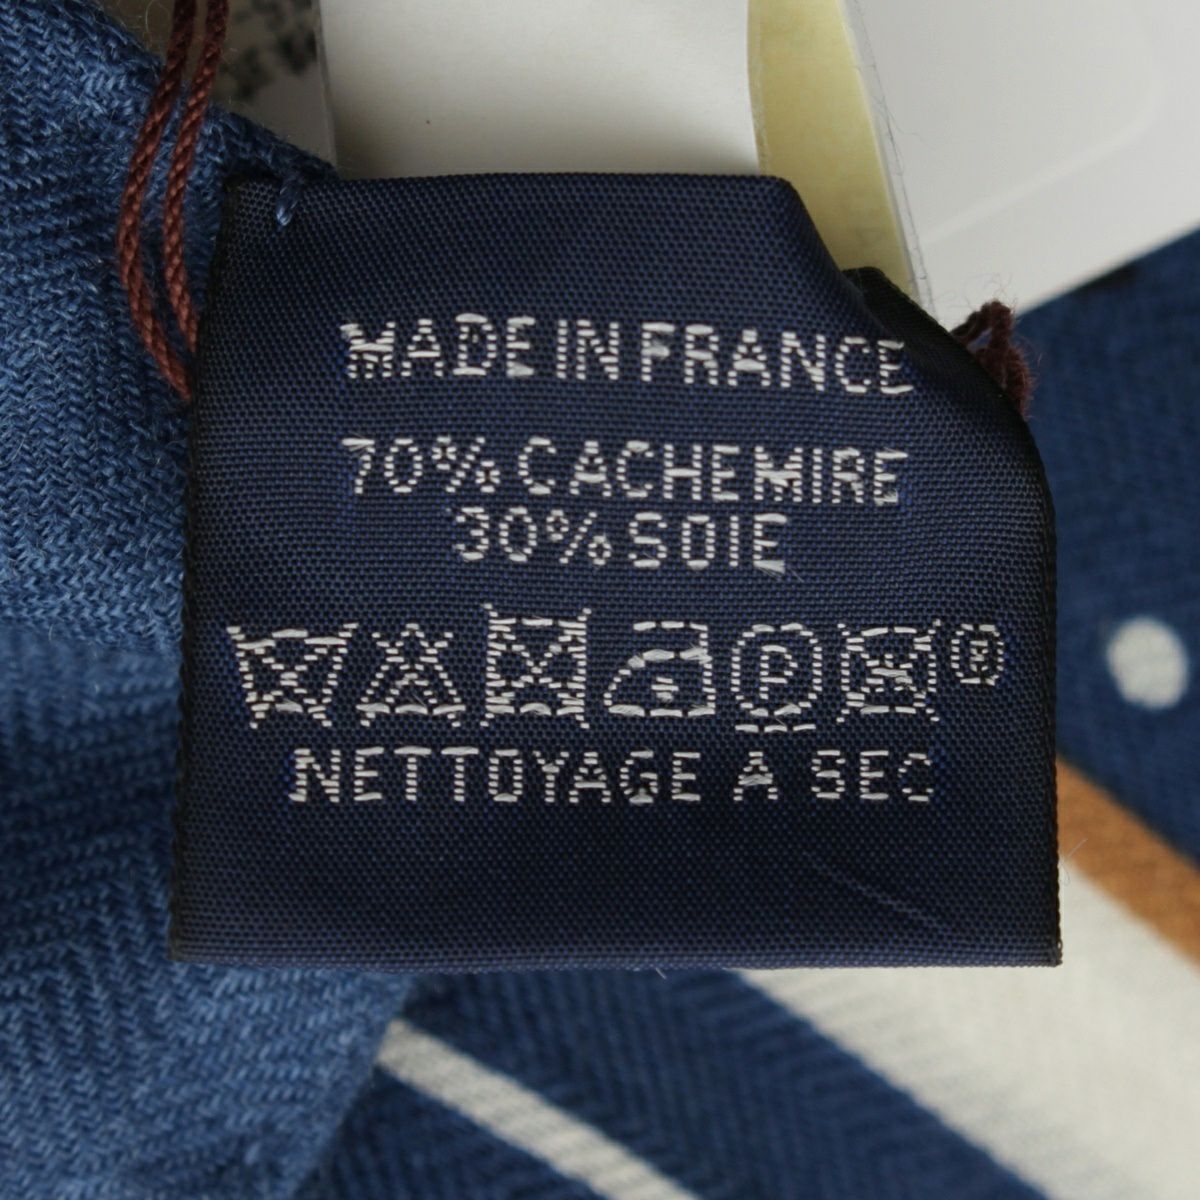 MADE IN FRANCE
70% CACHEMIRE
30% SOIE
P
NETTOYAGE A SEC